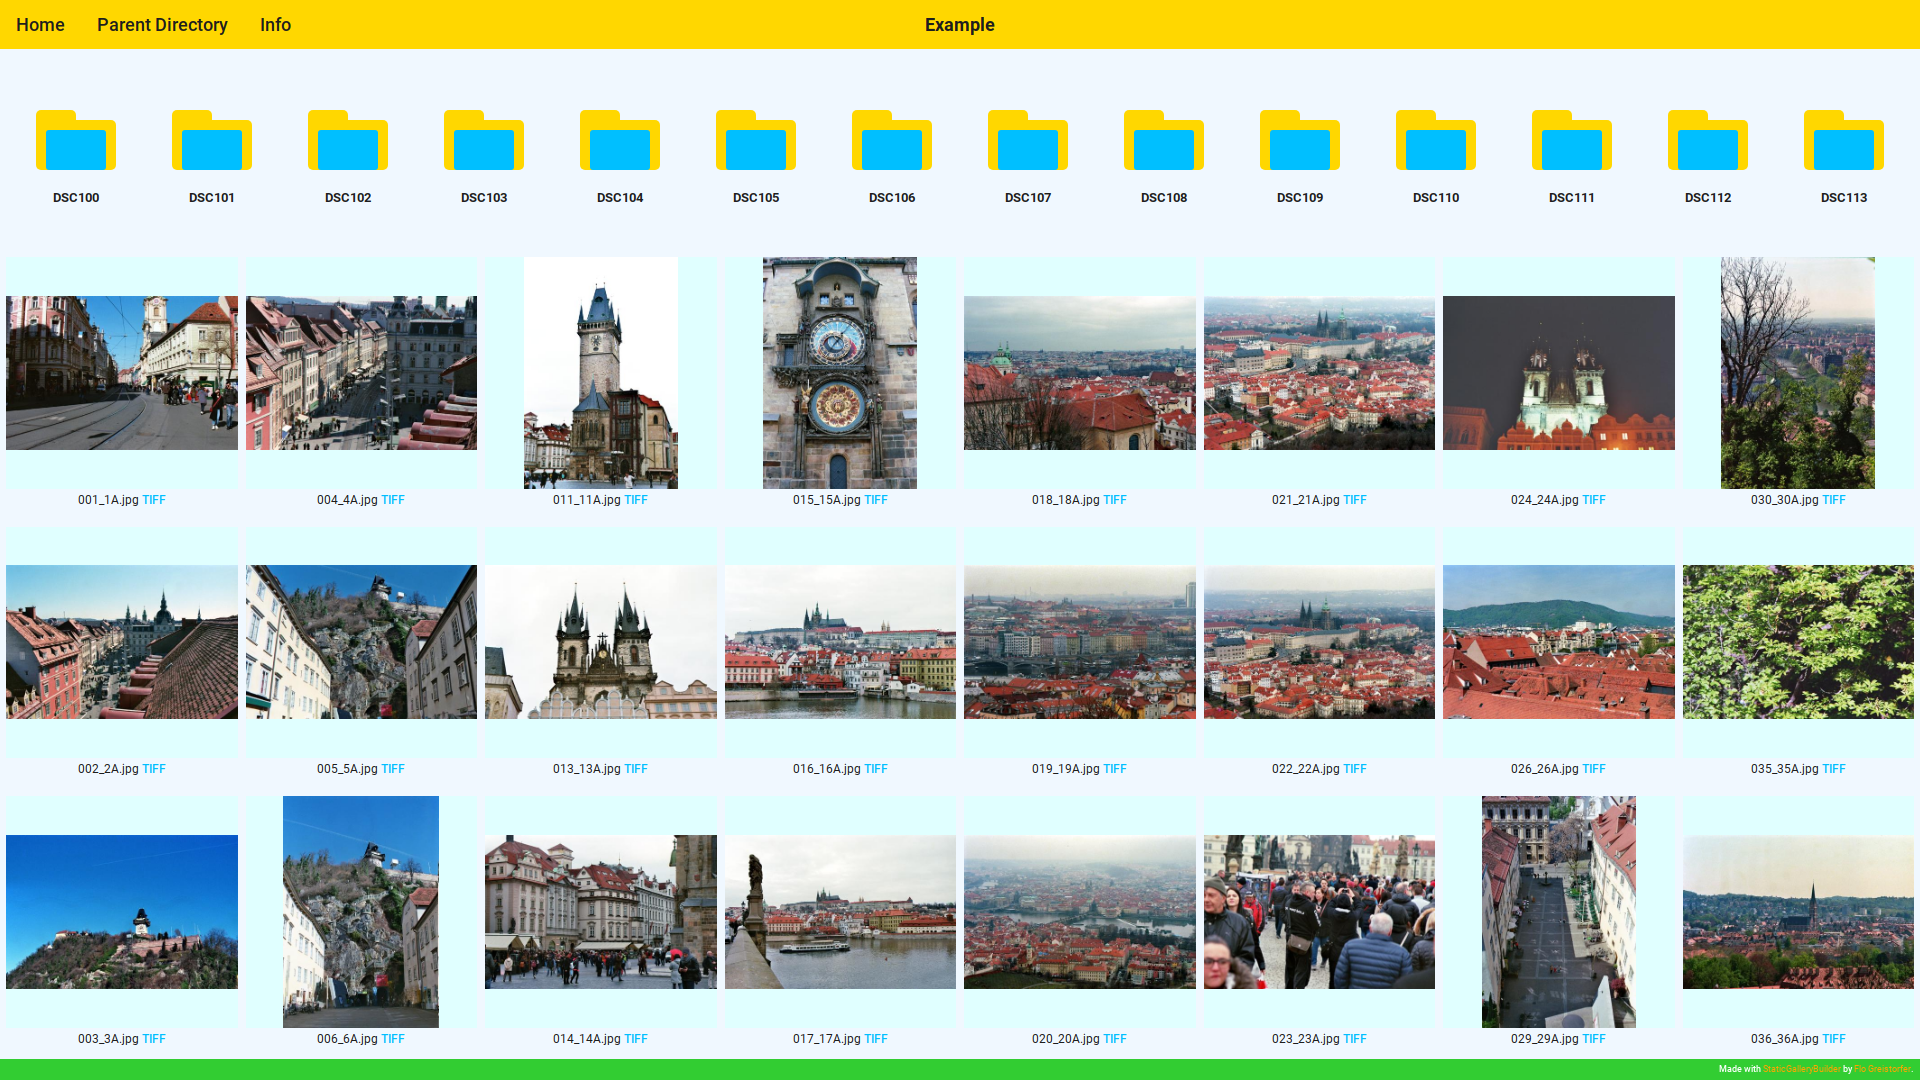 Home Parent Directory Info Example
DSC100 DSC101 DSC102 DSC103 DSC104 DSC105 DSC106 DSC107 DSC108 DSC109 DSC110 DSC111 DSC112 DSC113
001_1A.jpg TIFF 004_4A.jpg TIFF 011_11A.jpg TIFF 015_15A.jpg TIFF 018_18A.jpg TIFF 021_21A.jpg TIFF 024_24A.jpg TIFF 030_30A.jpg TIFF
002_2A.jpg TIFF 005_5A.jpg TIFF 013_13A.jpg TIFF 016_16A.jpg TIFF 019_19A.jpg TIFF 022_22A.jpg TIFF 026_26A.jpg TIFF 035_35A.jpg TIFF
003_3A.jpg TIFF 006_6A.jpg TIFF 014_14A.jpg TIFF 017_17A.jpg TIFF 020_20A.jpg TIFF 023_23A.jpg TIFF 029_29A.jpg TIFF 036_36A.jpg TIFF
Made with StaticGalleryBuilder by Flo Greistorfer.